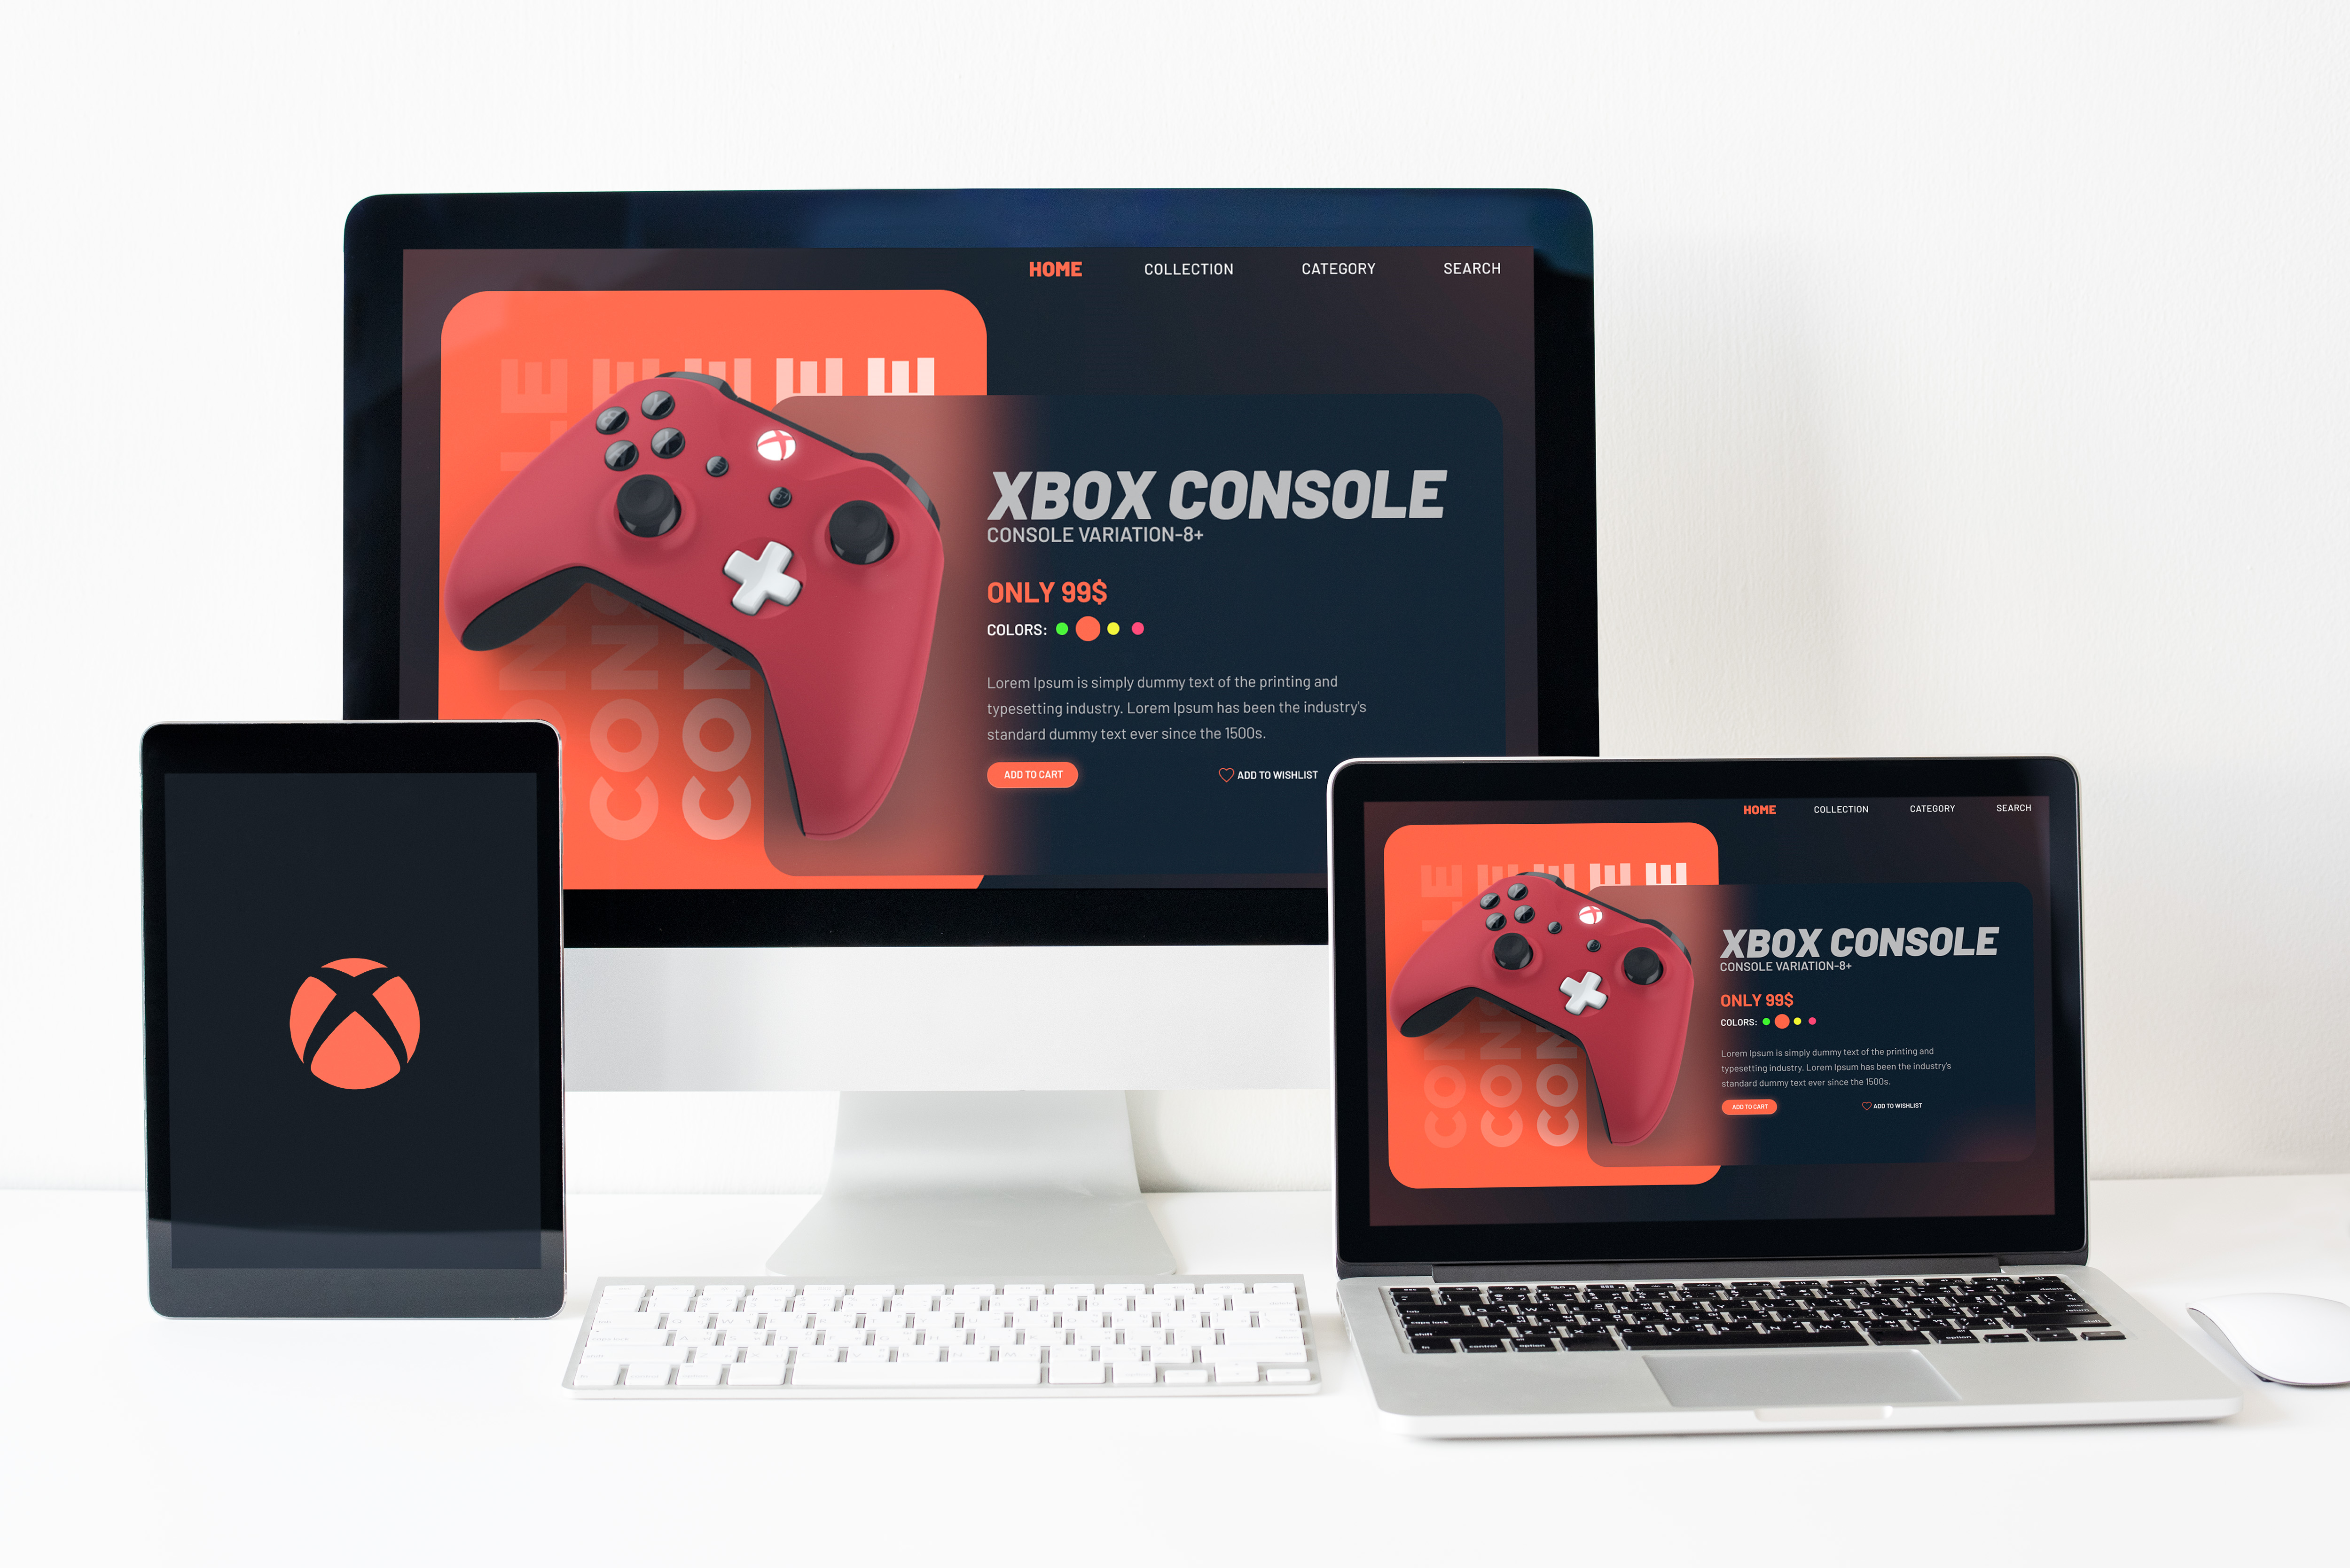 HOME COLLECTION CATEGORY SEARCH
XBOX CONSOLE
CONSOLE VARIATION-8+
ONLY 99$
COLORS:
Lorem Ipsum is simply dummy text of the printing and
typesetting industry. Lorem Ipsum has been the industry's
standard dummy text ever since the 1500s.
ADD TO CART ADD TO WISHLIST
HOME COLLECTION CATEGORY SEARCH
XBOX CONSOLE
CONSOLE VARIATION-8+
ONLY 99$
COLORS:
Lorem Ipsum is simply dummy text of the printing and
typesetting industry. Lorem Ipsum has been the industry's
standard dummy text ever since the 1500s.
ADD TO CART ADD TO WISHLIST
control option
option